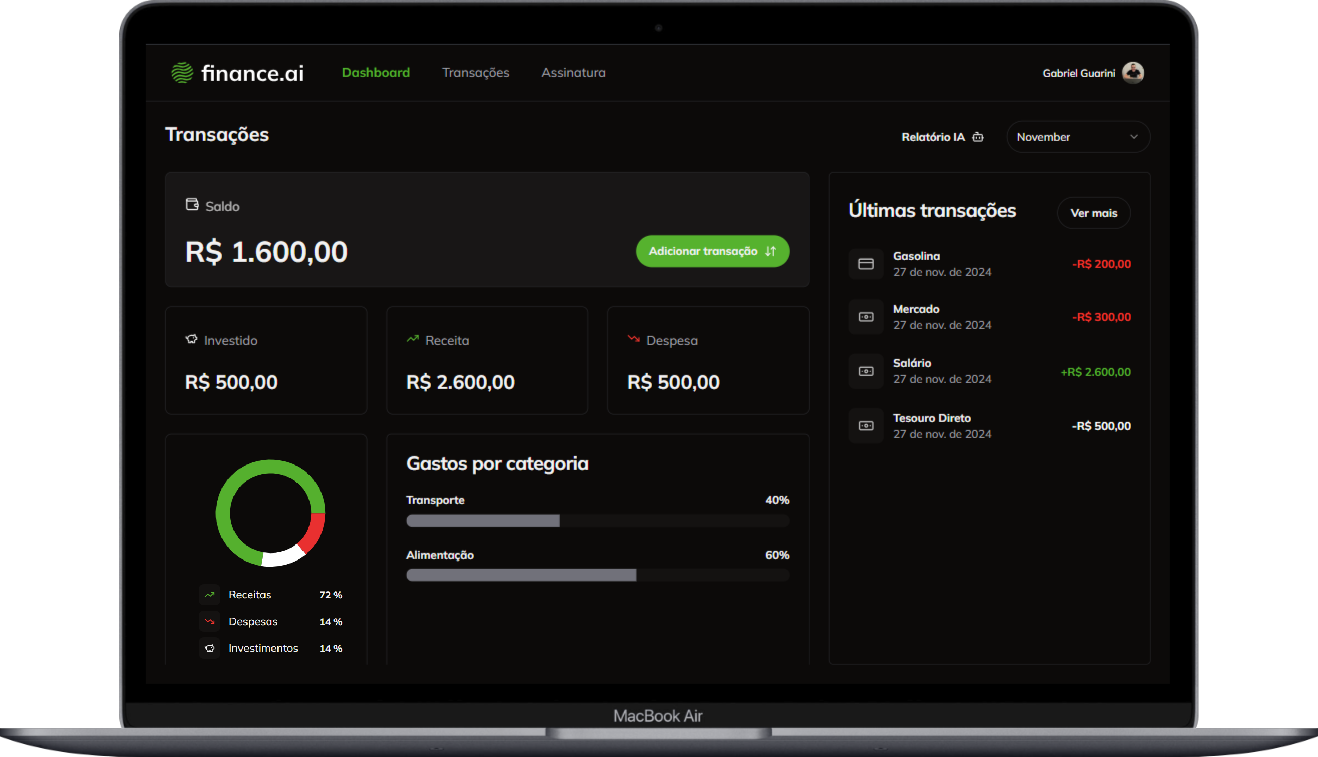 finance.ai Dashboard Transações Assinatura Gabriel Guarini
Transações
Relatório IA November
Saldo
R$ 1.600,00
Adicionar transação
Investido
R$ 500,00
Receita
R$ 2.600,00
Despesa
R$ 500,00
Receitas 72 %
Despesas 14 %
Investimentos 14 %
Gastos por categoria
Transporte 40%
Alimentação 60%
Últimas transações Ver mais
Gasolina
27 de nov. de 2024
-R$ 200,00
Mercado
27 de nov. de 2024
-R$ 300,00
Salário
27 de nov. de 2024
+R$ 2.600,00
Tesouro Direto
27 de nov. de 2024
-R$ 500,00
MacBook Air